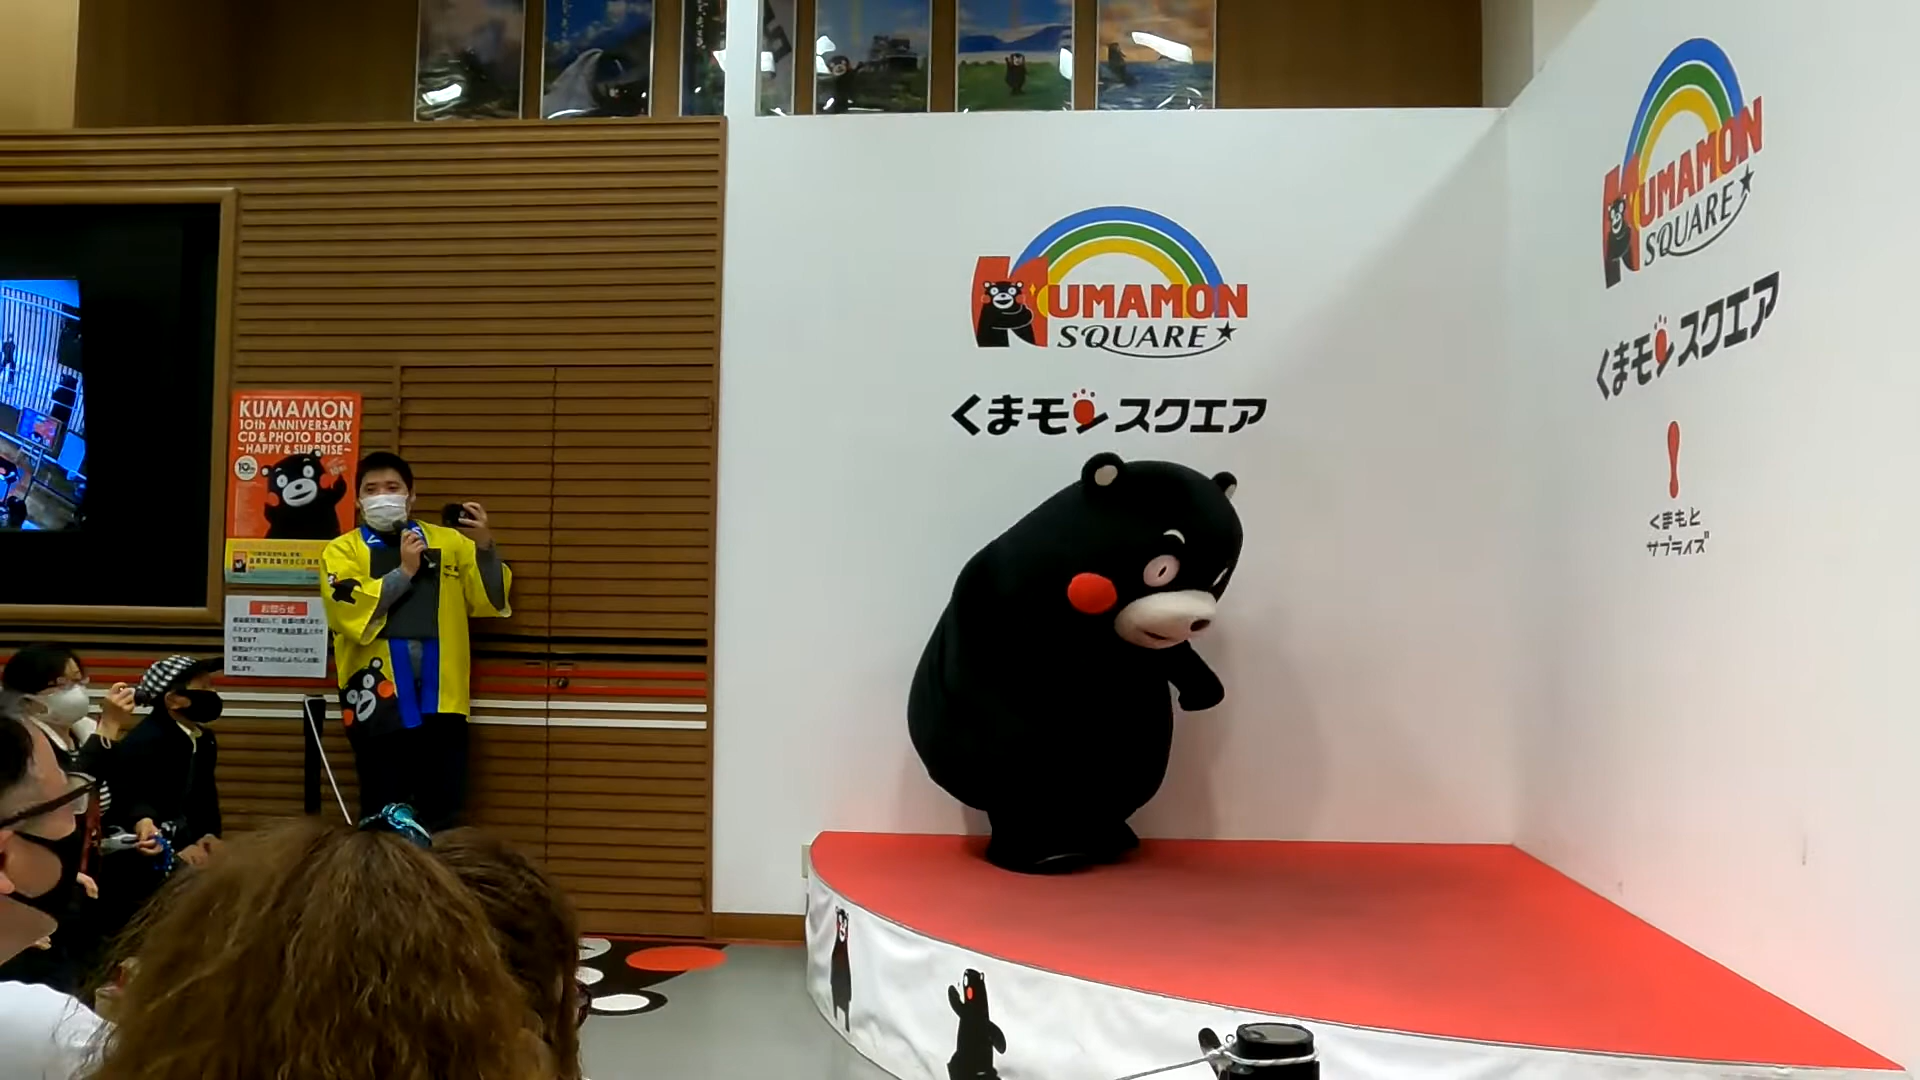 KUMAMON
SQUARE
くまモンスクエア
KUMAMON
SQUARE
くまモンスクエア
くまもと
サプライズ
KUMAMON
10th ANNIVERSARY
CD & PHOTO BOOK
~HAPPY & SURPRISE~
お知らせ